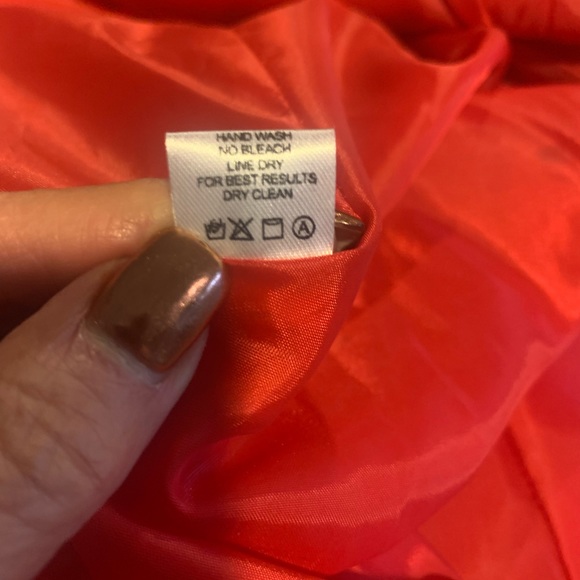 HAND WASH
NO BLEACH
LINE DRY
FOR BEST RESULTS
DRY CLEAN
A